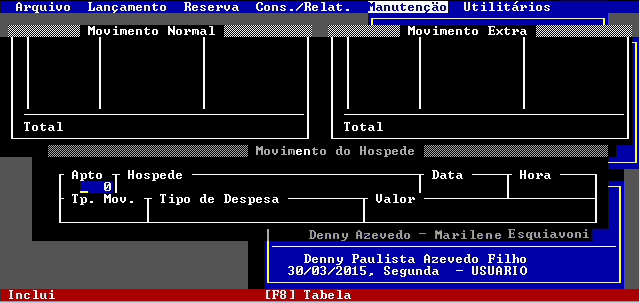 Arquivo Lançamento Reserva Cons./Relat. Manutenção Utilitários
Movimento Normal Movimento Extra
Total Total
Movimento do Hospede
Apto Hospede Data Hora
0
Tp. Mov. Tipo de Despesa Valor
Denny Azevedo - Marilene Esquiavoni
Denny Paulista Azevedo Filho
30/03/2015, Segunda - USUARIO
Inclui [F8] Tabela